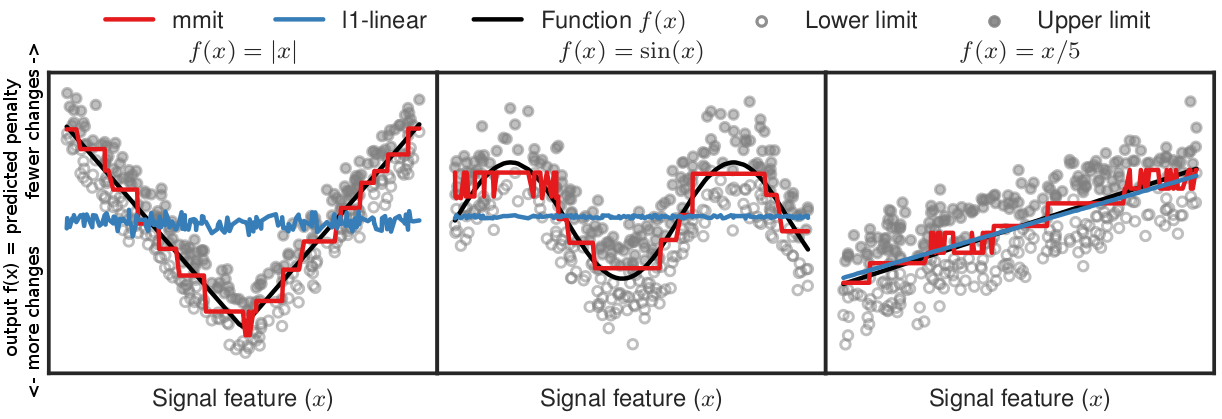 mmit l1-linear Function f(x) Lower limit Upper limit
f(x) = |x| f(x) = sin(x) f(x) = x/5
output f(x) = predicted penalty
<- more changes fewer changes ->
Signal feature (x) Signal feature (x) Signal feature (x)